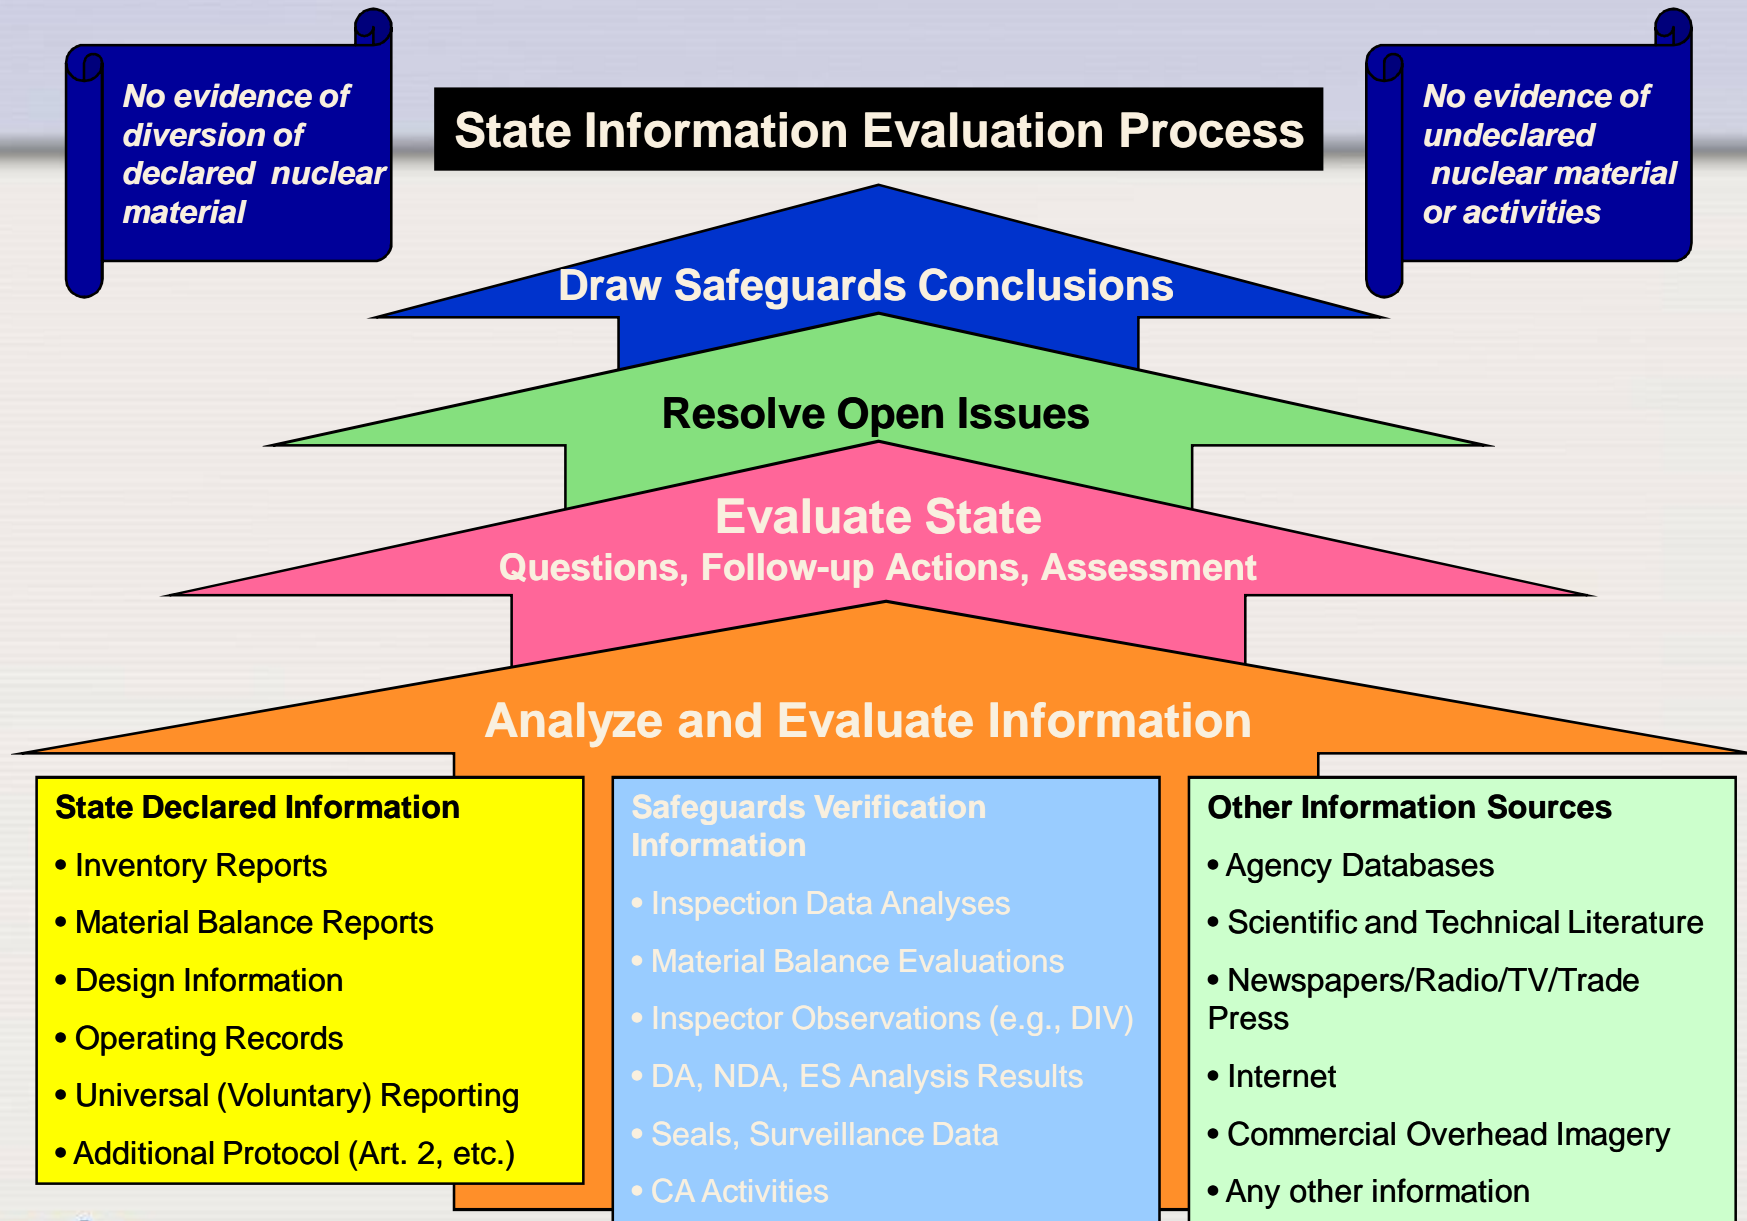 No evidence of
diversion of
declared nuclear
material
State Information Evaluation Process
No evidence of
undeclared
nuclear material
or activities
Draw Safeguards Conclusions
Resolve Open Issues
Evaluate State
Questions, Follow-up Actions, Assessment
Analyze and Evaluate Information
State Declared Information
• Inventory Reports
• Material Balance Reports
• Design Information
• Operating Records
• Universal (Voluntary) Reporting
• Additional Protocol (Art. 2, etc.)
Safeguards Verification
Information
• Inspection Data Analyses
• Material Balance Evaluations
• Inspector Observations (e.g., DIV)
• DA, NDA, ES Analysis Results
• Seals, Surveillance Data
• CA Activities
Other Information Sources
• Agency Databases
• Scientific and Technical Literature
• Newspapers/Radio/TV/Trade
Press
• Internet
• Commercial Overhead Imagery
• Any other information